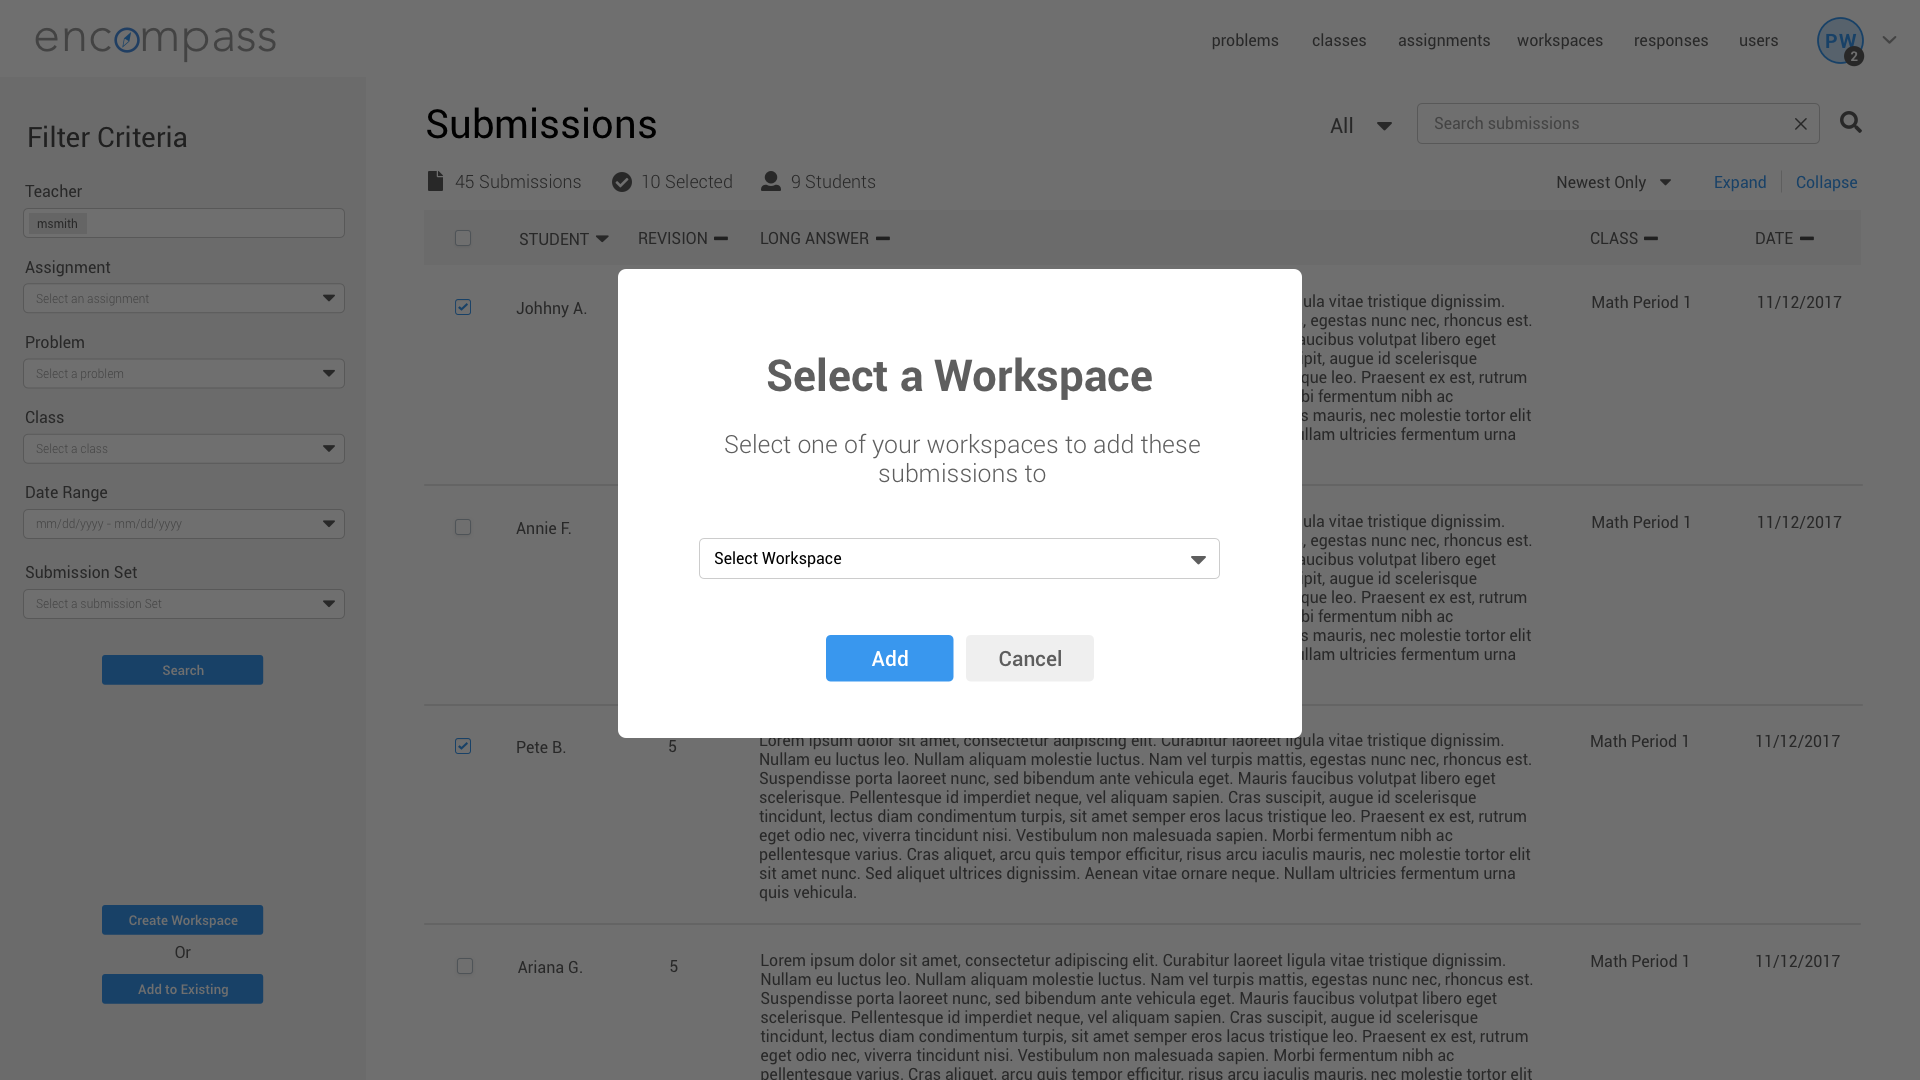 encompass
problems
classes
assignments
workspaces
responses
users
PW
2
Filter Criteria
Teacher
msmith
Assignment
Select an assignment
Problem
Select a problem
Class
Select a class
Date Range
mm/dd/yyyy - mm/dd/yyyy
Submission Set
Select a submission Set
Search
Create Workspace
Or
Add to Existing
Submissions
All
Search submissions
45 Submissions
10 Selected
9 Students
Newest Only
Expand
Collapse
STUDENT
REVISION
LONG ANSWER
CLASS
DATE
Johhny A.
ula vitae tristique dignissim.
, egestas nunc nec, rhoncus est.
aucibus volutpat libero eget
pit, augue id scelerisque
que leo. Praesent ex est, rutrum
bi fermentum nibh ac
s mauris, nec molestie tortor elit
ullam ultricies fermentum urna
Math Period 1
11/12/2017
Annie F.
ula vitae tristique dignissim.
, egestas nunc nec, rhoncus est.
aucibus volutpat libero eget
pit, augue id scelerisque
que leo. Praesent ex est, rutrum
bi fermentum nibh ac
s mauris, nec molestie tortor elit
ullam ultricies fermentum urna
Math Period 1
11/12/2017
Select a Workspace
Select one of your workspaces to add these
submissions to
Select Workspace
Add
Cancel
Pete B.
5
Lorem ipsum dolor sit amet, consectetur adipiscing elit. Curabitur laoreet ligula vitae tristique dignissim.
Nullam eu luctus leo. Nullam aliquam molestie luctus. Nam vel turpis mattis, egestas nunc nec, rhoncus est.
Suspendisse porta laoreet nunc, sed bibendum ante vehicula eget. Mauris faucibus volutpat libero eget
scelerisque. Pellentesque id imperdiet neque, vel aliquam sapien. Cras suscipit, augue id scelerisque
tincidunt, lectus diam condimentum turpis, sit amet semper eros lacus tristique leo. Praesent ex est, rutrum
eget odio nec, viverra tincidunt nisi. Vestibulum non malesuada sapien. Morbi fermentum nibh ac
pellentesque varius. Cras aliquet, arcu quis tempor efficitur, risus arcu iaculis mauris, nec molestie tortor elit
sit amet nunc. Sed aliquet ultrices dignissim. Aenean vitae ornare neque. Nullam ultricies fermentum urna
quis vehicula.
Math Period 1
11/12/2017
Ariana G.
5
Lorem ipsum dolor sit amet, consectetur adipiscing elit. Curabitur laoreet ligula vitae tristique dignissim.
Nullam eu luctus leo. Nullam aliquam molestie luctus. Nam vel turpis mattis, egestas nunc nec, rhoncus est.
Suspendisse porta laoreet nunc, sed bibendum ante vehicula eget. Mauris faucibus volutpat libero eget
scelerisque. Pellentesque id imperdiet neque, vel aliquam sapien. Cras suscipit, augue id scelerisque
tincidunt, lectus diam condimentum turpis, sit amet semper eros lacus tristique leo. Praesent ex est, rutrum
eget odio nec, viverra tincidunt nisi. Vestibulum non malesuada sapien. Morbi fermentum nibh ac
pellentesque varius. Cras aliquet, arcu quis tempor efficitur, risus arcu iaculis mauris, nec molestie tortor elit
Math Period 1
11/12/2017